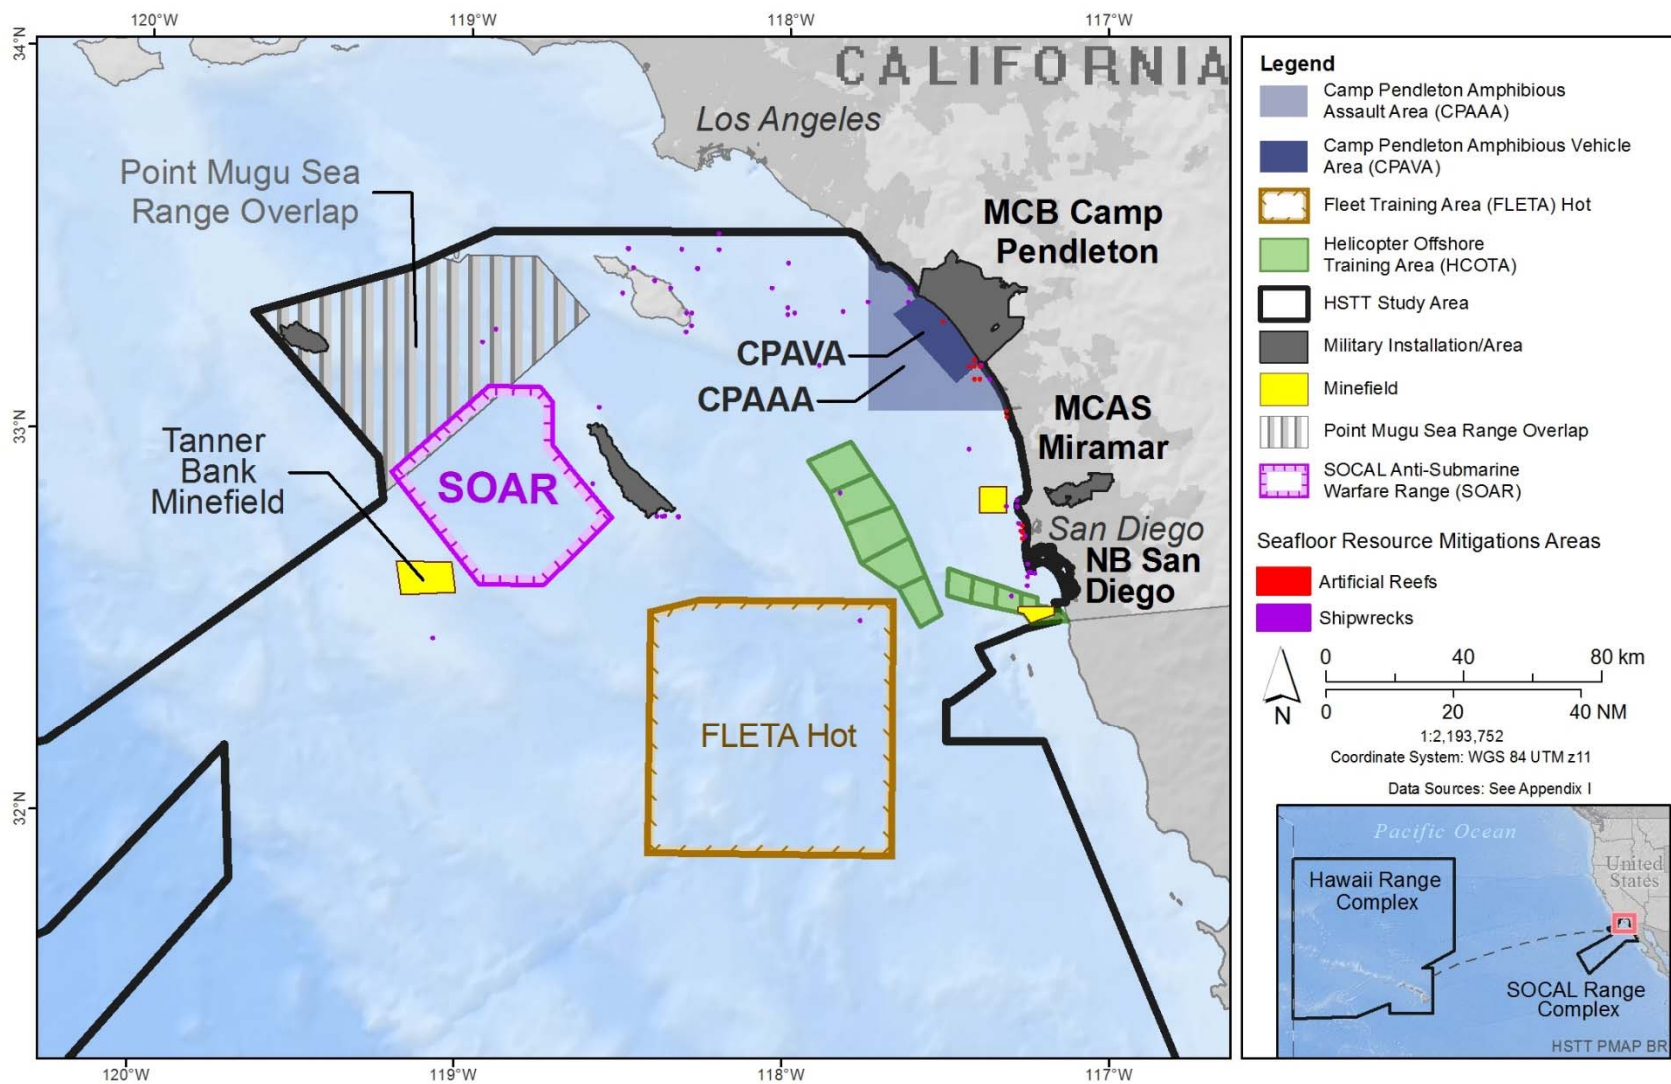 120°W
119°W
118°W
117°W
34°N
33°N
32°N
CALIFORNIA
Los Angeles
Point Mugu Sea
Range Overlap
MCB Camp
Pendleton
CPAVA
CPAAA
MCAS
Miramar
Tanner
Bank
Minefield
SOAR
San Diego
NB San
Diego
FLETA Hot
120°W
119°W
118°W
117°W
Legend
Camp Pendleton Amphibious
Assault Area (CPAAA)
Camp Pendleton Amphibious Vehicle
Area (CPAVA)
Fleet Training Area (FLETA) Hot
Helicopter Offshore
Training Area (HCOTA)
HSTT Study Area
Military Installation/Area
Minefield
Point Mugu Sea Range Overlap
SOCAL Anti-Submarine
Warfare Range (SOAR)
Seafloor Resource Mitigations Areas
Artificial Reefs
Shipwrecks
N
0 40 80 km
0 20 40 NM
1:2,193,752
Coordinate System: WGS 84 UTM z11
Data Sources: See Appendix I
Pacific Ocean
United
States
Hawaii Range
Complex
SOCAL Range
Complex
HSTT PMAP BR